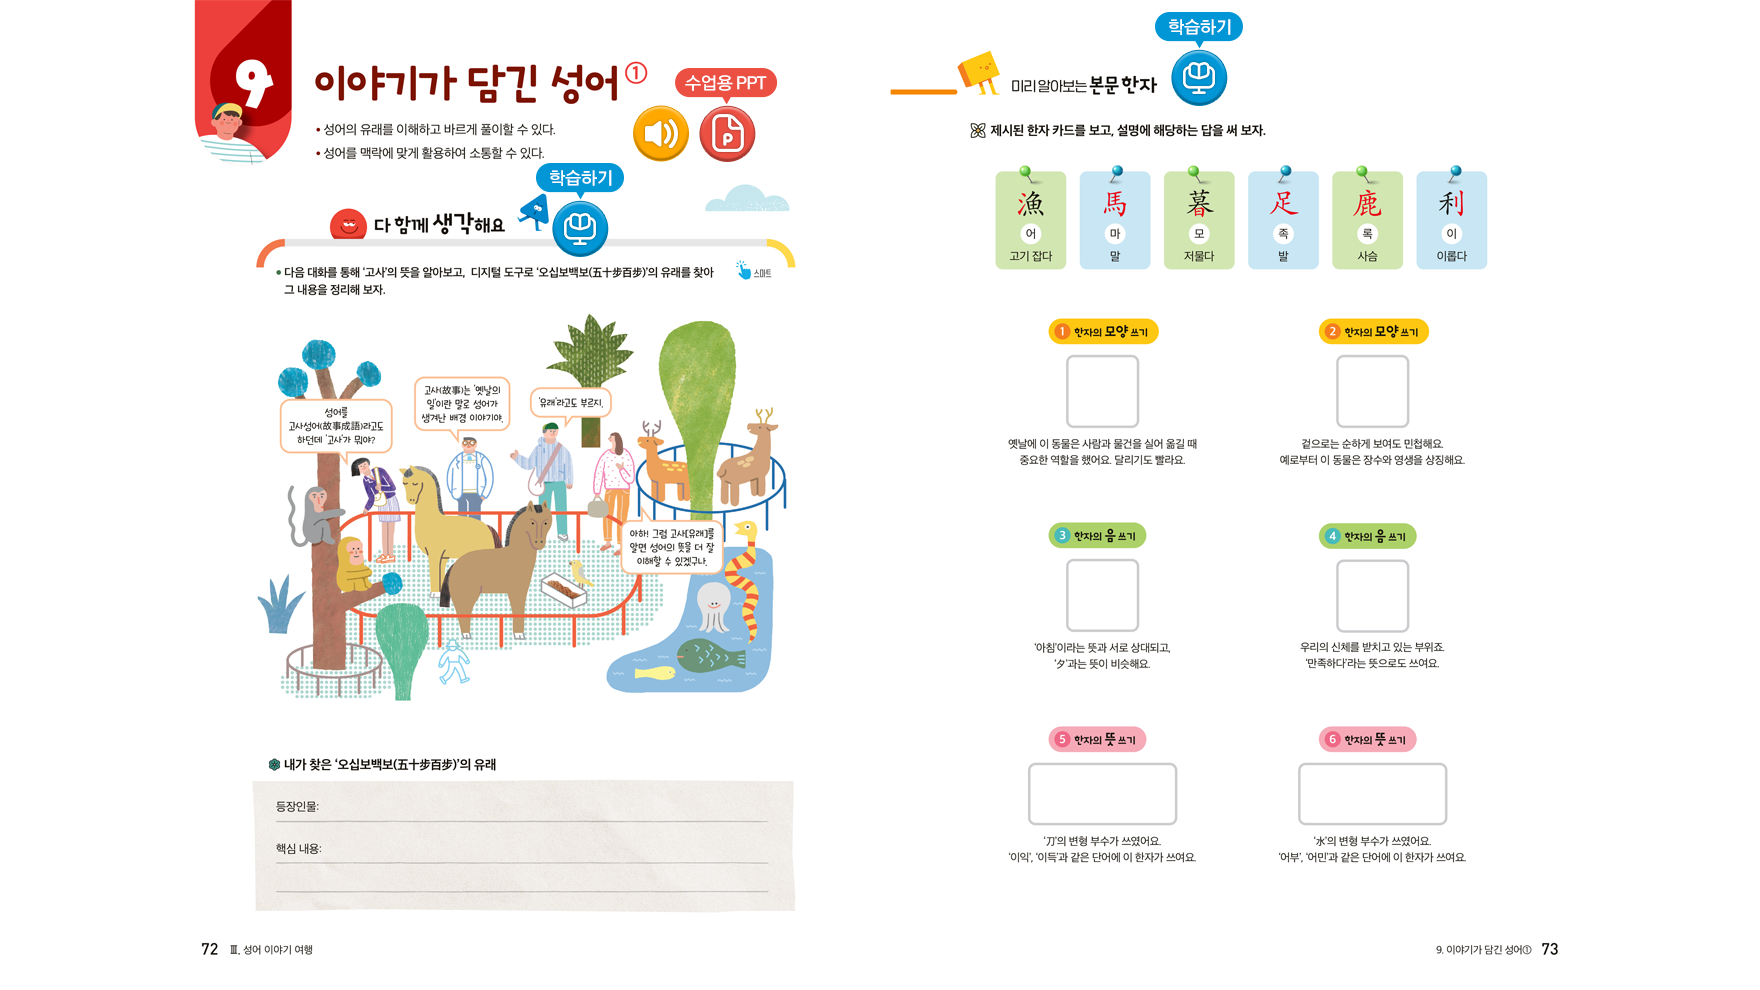 9
이야기가 담긴 성어①
수업용 PPT
• 성어의 유래를 이해하고 바르게 풀이할 수 있다.
• 성어를 맥락에 맞게 활용하여 소통할 수 있다.
학습하기
다 함께 생각해요
• 다음 대화를 통해 '고사'의 뜻을 알아보고, 디지털 도구로 '오십보백보(五十步百步)'의 유래를 찾아
그 내용을 정리해 보자.
스마트
성어를
고사성어(故事成語)라고도
하던데 '고사'가 뭐야?
고사(故事)는 '옛날의
일'이란 말로 성어가
생겨난 배경 이야기야.
'유래'라고도 부르지.
아하! 그럼 고사[유래]를
알면 성어의 뜻을 더 잘
이해할 수 있겠구나.
내가 찾은 '오십보백보(五十步百步)'의 유래
등장인물:
핵심 내용:
72 Ⅲ. 성어 이야기 여행
학습하기
미리 알아보는 본문 한자
제시된 한자 카드를 보고, 설명에 해당하는 답을 써 보자.
漁 馬 暮 足 鹿 利
어 마 모 족 록 이
고기 잡다 말 저물다 발 사슴 이롭다
1 한자의 모양 쓰기
옛날에 이 동물은 사람과 물건을 실어 옮길 때
중요한 역할을 했어요. 달리기도 빨라요.
2 한자의 모양 쓰기
겉으로는 순하게 보여도 민첩해요.
예로부터 이 동물은 장수와 영생을 상징해요.
3 한자의 음 쓰기
'아침'이라는 뜻과 서로 상대되고,
'夕'과는 뜻이 비슷해요.
4 한자의 음 쓰기
우리의 신체를 받치고 있는 부위죠.
'만족하다'라는 뜻으로도 쓰여요.
5 한자의 뜻 쓰기
'刀'의 변형 부수가 쓰였어요.
'이익', '이득'과 같은 단어에 이 한자가 쓰여요.
6 한자의 뜻 쓰기
'水'의 변형 부수가 쓰였어요.
'어부', '어민'과 같은 단어에 이 한자가 쓰여요.
9. 이야기가 담긴 성어① 73